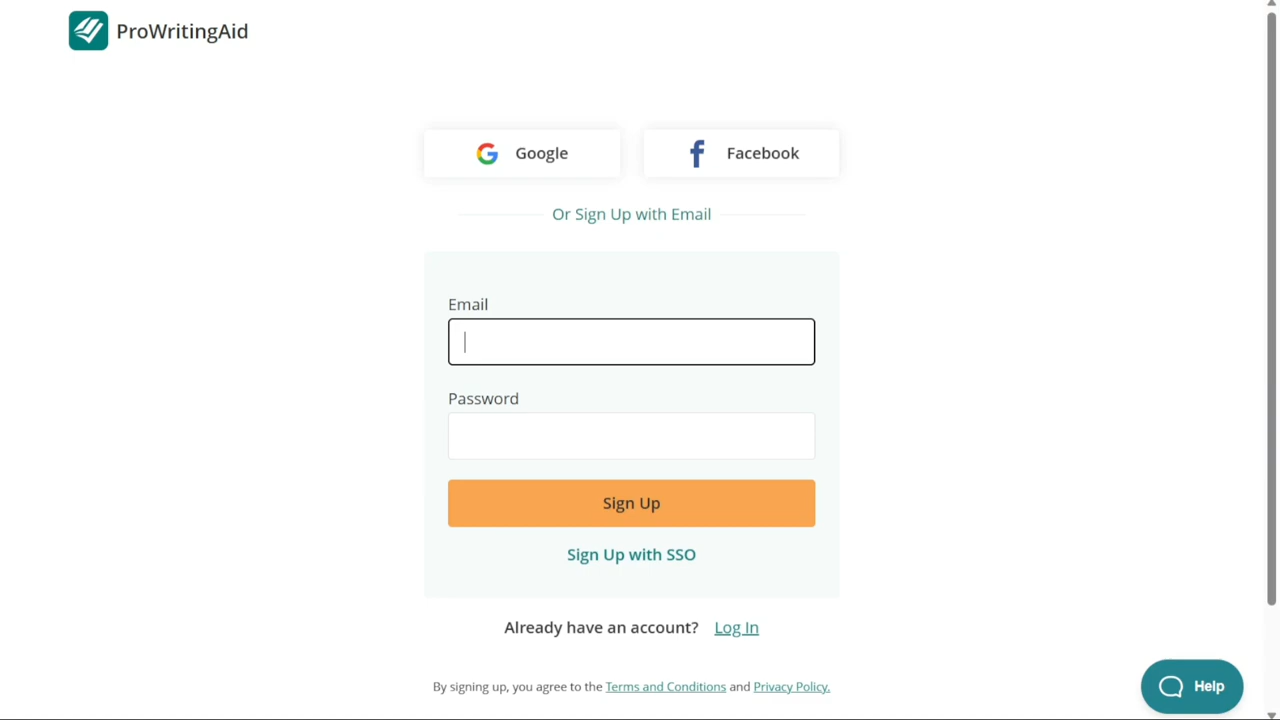 ProWritingAid
Google
Facebook
Or Sign Up with Email
Email
Password
Sign Up
Sign Up with SSO
Already have an account? Log In
By signing up, you agree to the Terms and Conditions and Privacy Policy.
Help